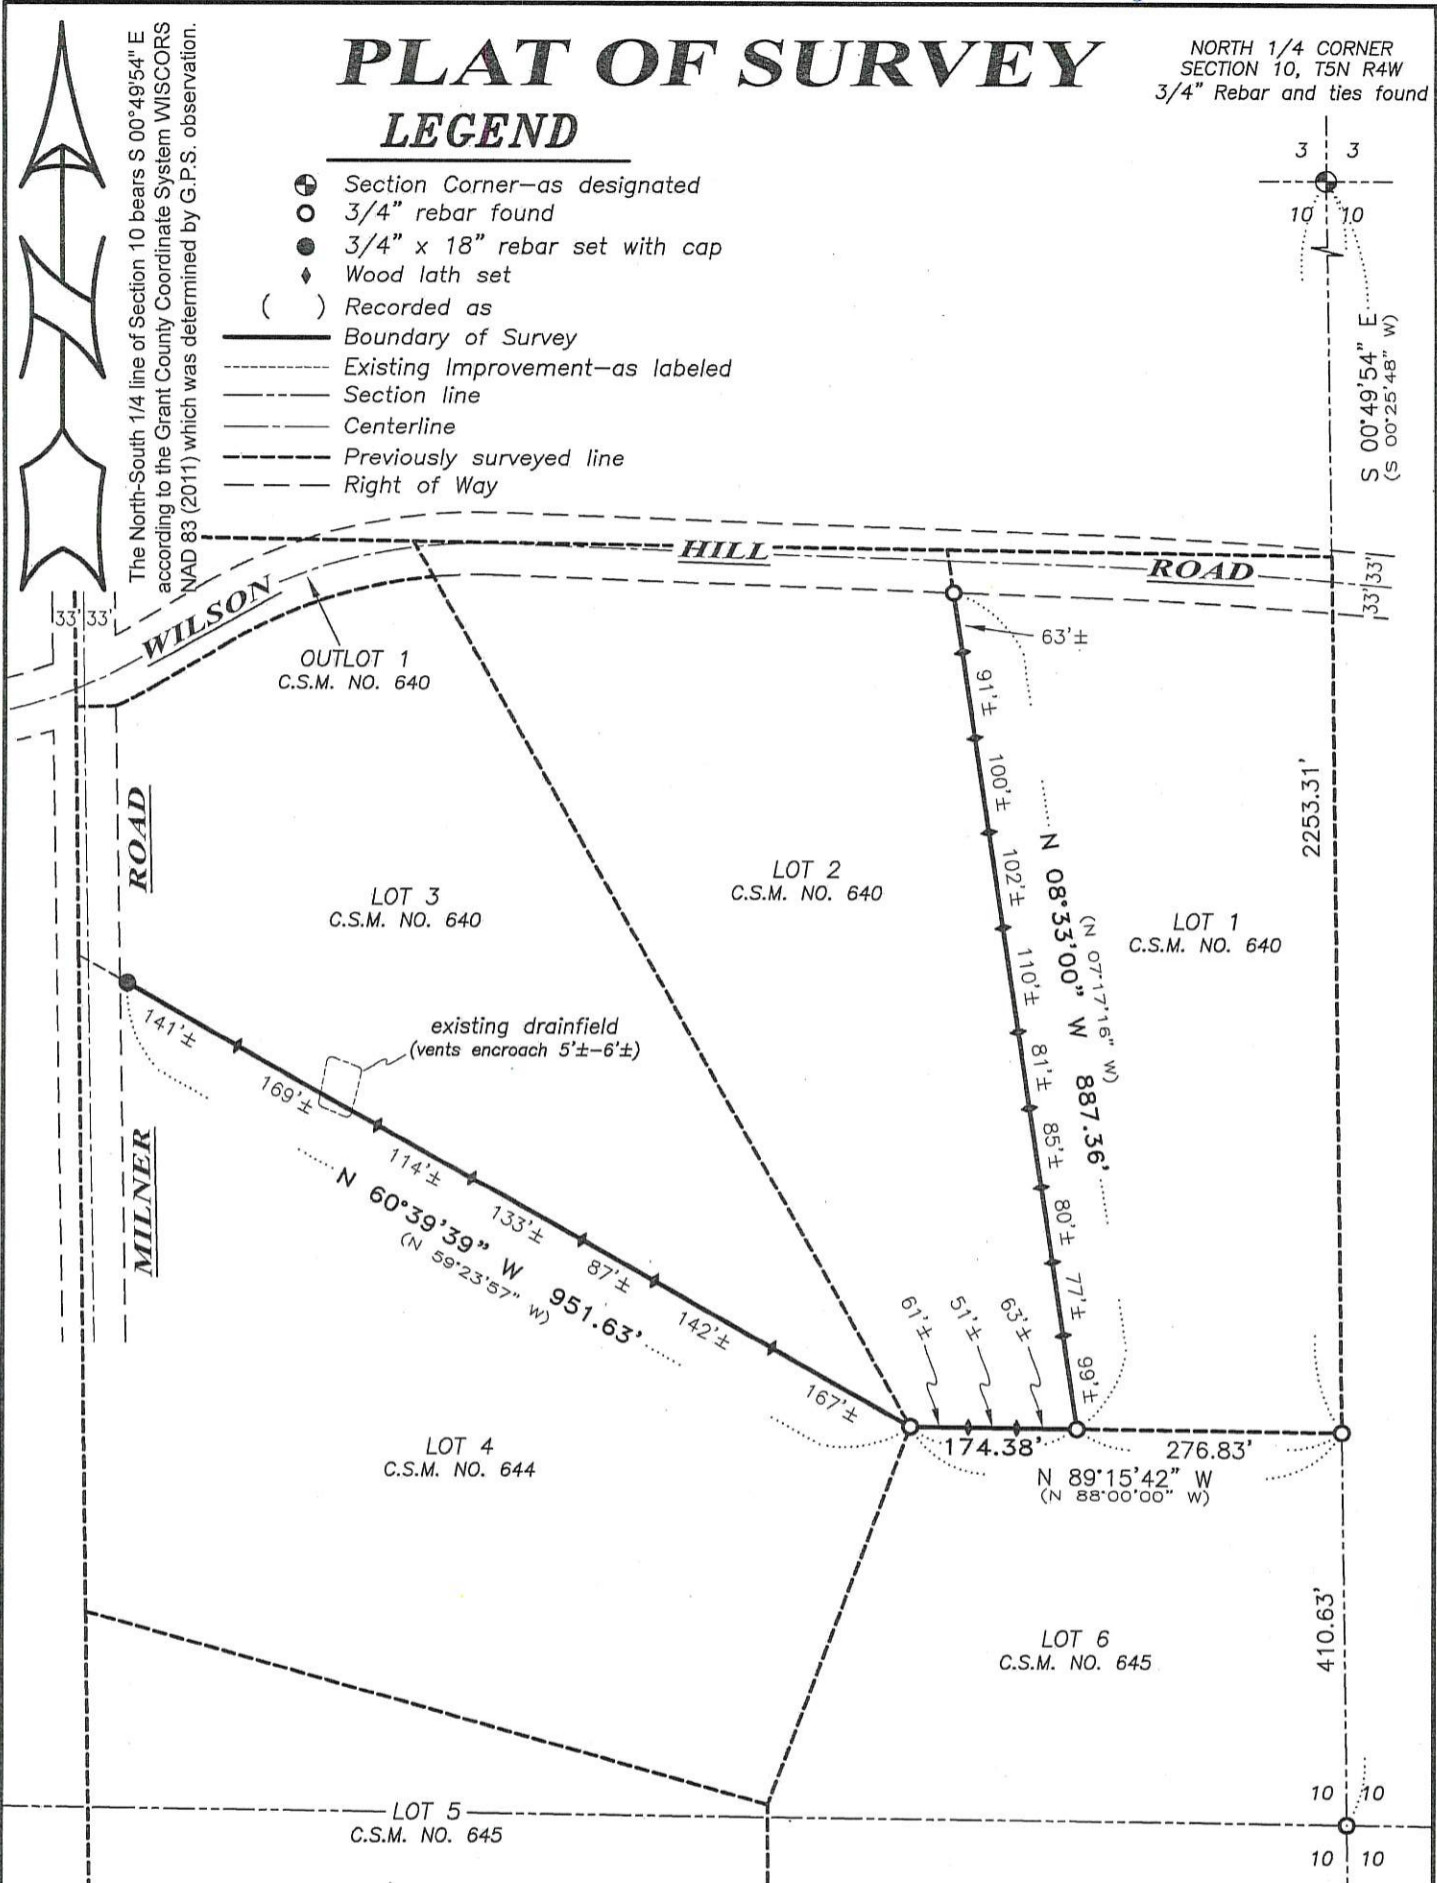 PLAT OF SURVEY
NORTH 1/4 CORNER
SECTION 10, T5N R4W
3/4" Rebar and ties found
The North-South 1/4 line of Section 10 bears S 00°49'54" E
according to the Grant County Coordinate System WISCORS
NAD 83 (2011) which was determined by G.P.S. observation.
N
LEGEND
Section Corner-as designated
3/4" rebar found
3/4" x 18" rebar set with cap
Wood lath set
( ) Recorded as
Boundary of Survey
Existing Improvement-as labeled
Section line
Centerline
Previously surveyed line
Right of Way
3 3
10 10
S 00°49'54" E
(S 00°25'48" W)
WILSON HILL ROAD
33' 33'
33' 33'
OUTLOT 1
C.S.M. NO. 640
63'±
91'±
100'±
102'±
110'±
81'±
85'±
80'±
77'±
99'±
N 08°33'00" W 887.36'
(N 07°17'16" W)
2253.31'
MILNER ROAD
LOT 3
C.S.M. NO. 640
LOT 2
C.S.M. NO. 640
LOT 1
C.S.M. NO. 640
existing drainfield
(vents encroach 5'±-6'±)
141'±
169'±
114'±
133'±
87'±
142'±
167'±
N 60°39'39" W 951.63'
(N 59°23'57" W)
61'±
51'±
63'±
174.38'
276.83'
N 89°15'42" W
(N 88°00'00" W)
LOT 4
C.S.M. NO. 644
LOT 6
C.S.M. NO. 645
410.63'
LOT 5
C.S.M. NO. 645
10 10
10 10